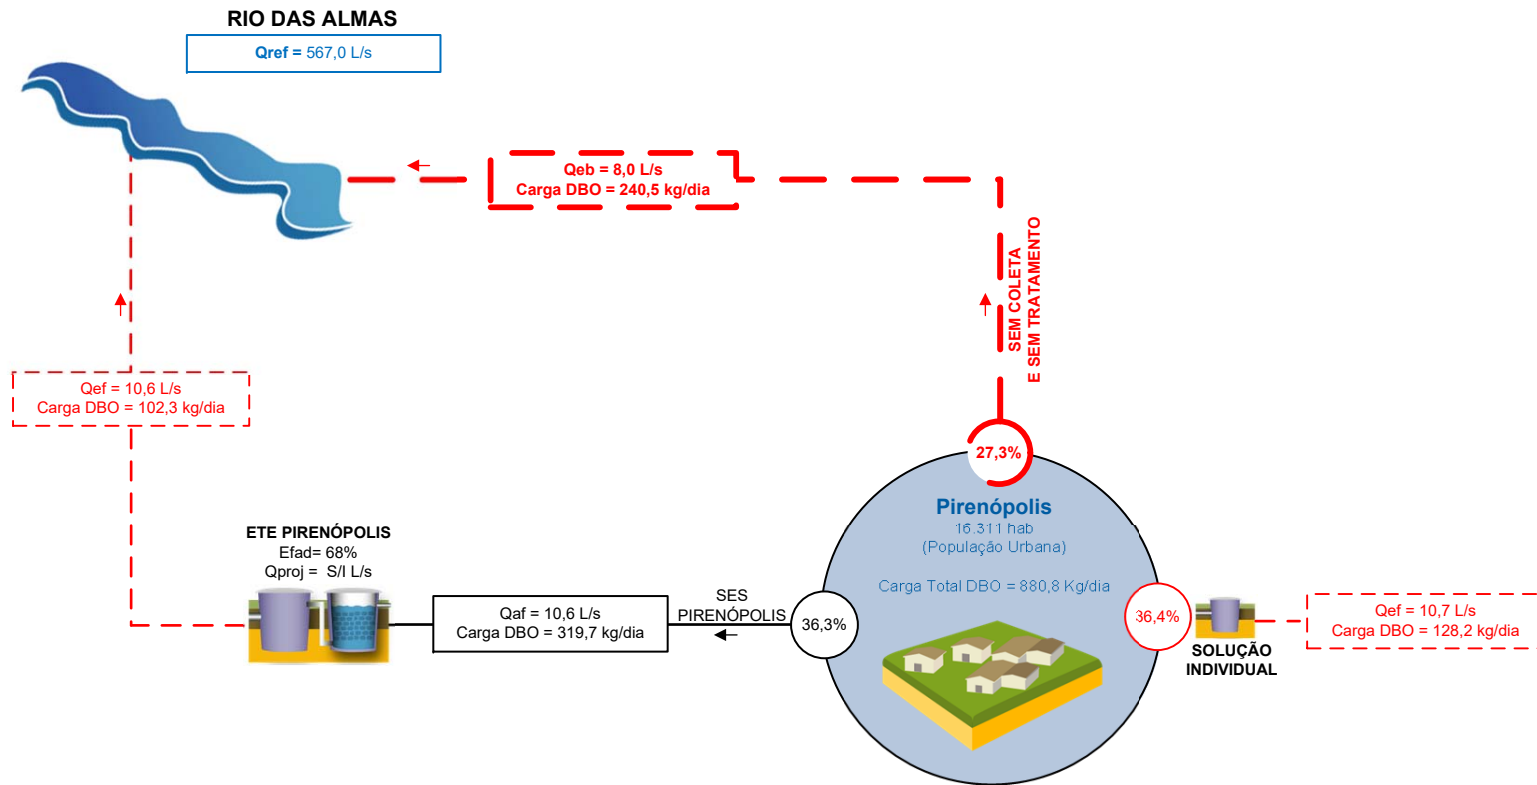 RIO DAS ALMAS
Qref = 567,0 L/s
Qeb = 8,0 L/s
Carga DBO = 240,5 kg/dia
SEM COLETA
E SEM TRATAMENTO
Qef = 10,6 L/s
Carga DBO = 102,3 kg/dia
27,3%
Pirenópolis
16.311 hab
(População Urbana)
Carga Total DBO = 880,8 Kg/dia
ETE PIRENÓPOLIS
Efad= 68%
Qproj = S/I L/s
Qaf = 10,6 L/s
Carga DBO = 319,7 kg/dia
SES
PIRENÓPOLIS
36,3%
36,4%
SOLUÇÃO
INDIVIDUAL
Qef = 10,7 L/s
Carga DBO = 128,2 kg/dia